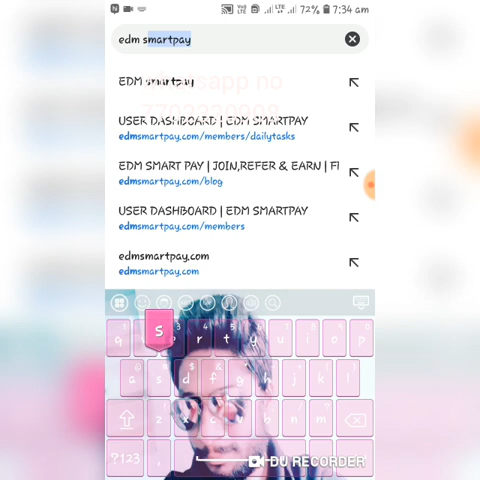 72% 7:34 am
edm smartpay
EDM smartpay
whatsapp no
USER DASHBOARD | EDM SMARTPAY
edmsmartpay.com/members/dailytasks
EDM SMART PAY | JOIN,REFER & EARN | FI
edmsmartpay.com/blog
USER DASHBOARD | EDM SMARTPAY
edmsmartpay.com/members
edmsmartpay.com
edmsmartpay.com
s
q r t y u i o p
a s d f g h j k l
z x c v b n m
?123 ,
DU RECORDER